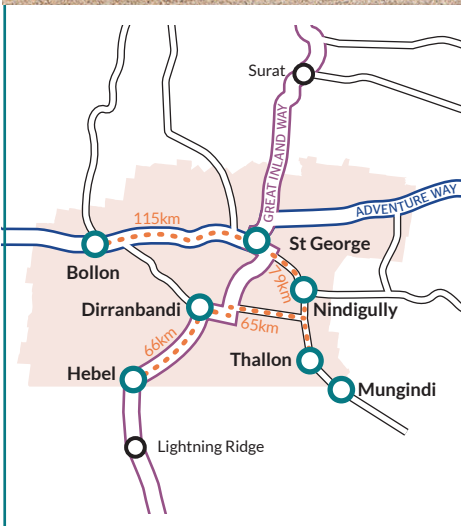 Surat
GREAT INLAND WAY
ADVENTURE WAY
115km
St George
Bollon
79km
Dirranbandi
Nindigully
65km
66km
Thallon
Hebel
Mungindi
Lightning Ridge